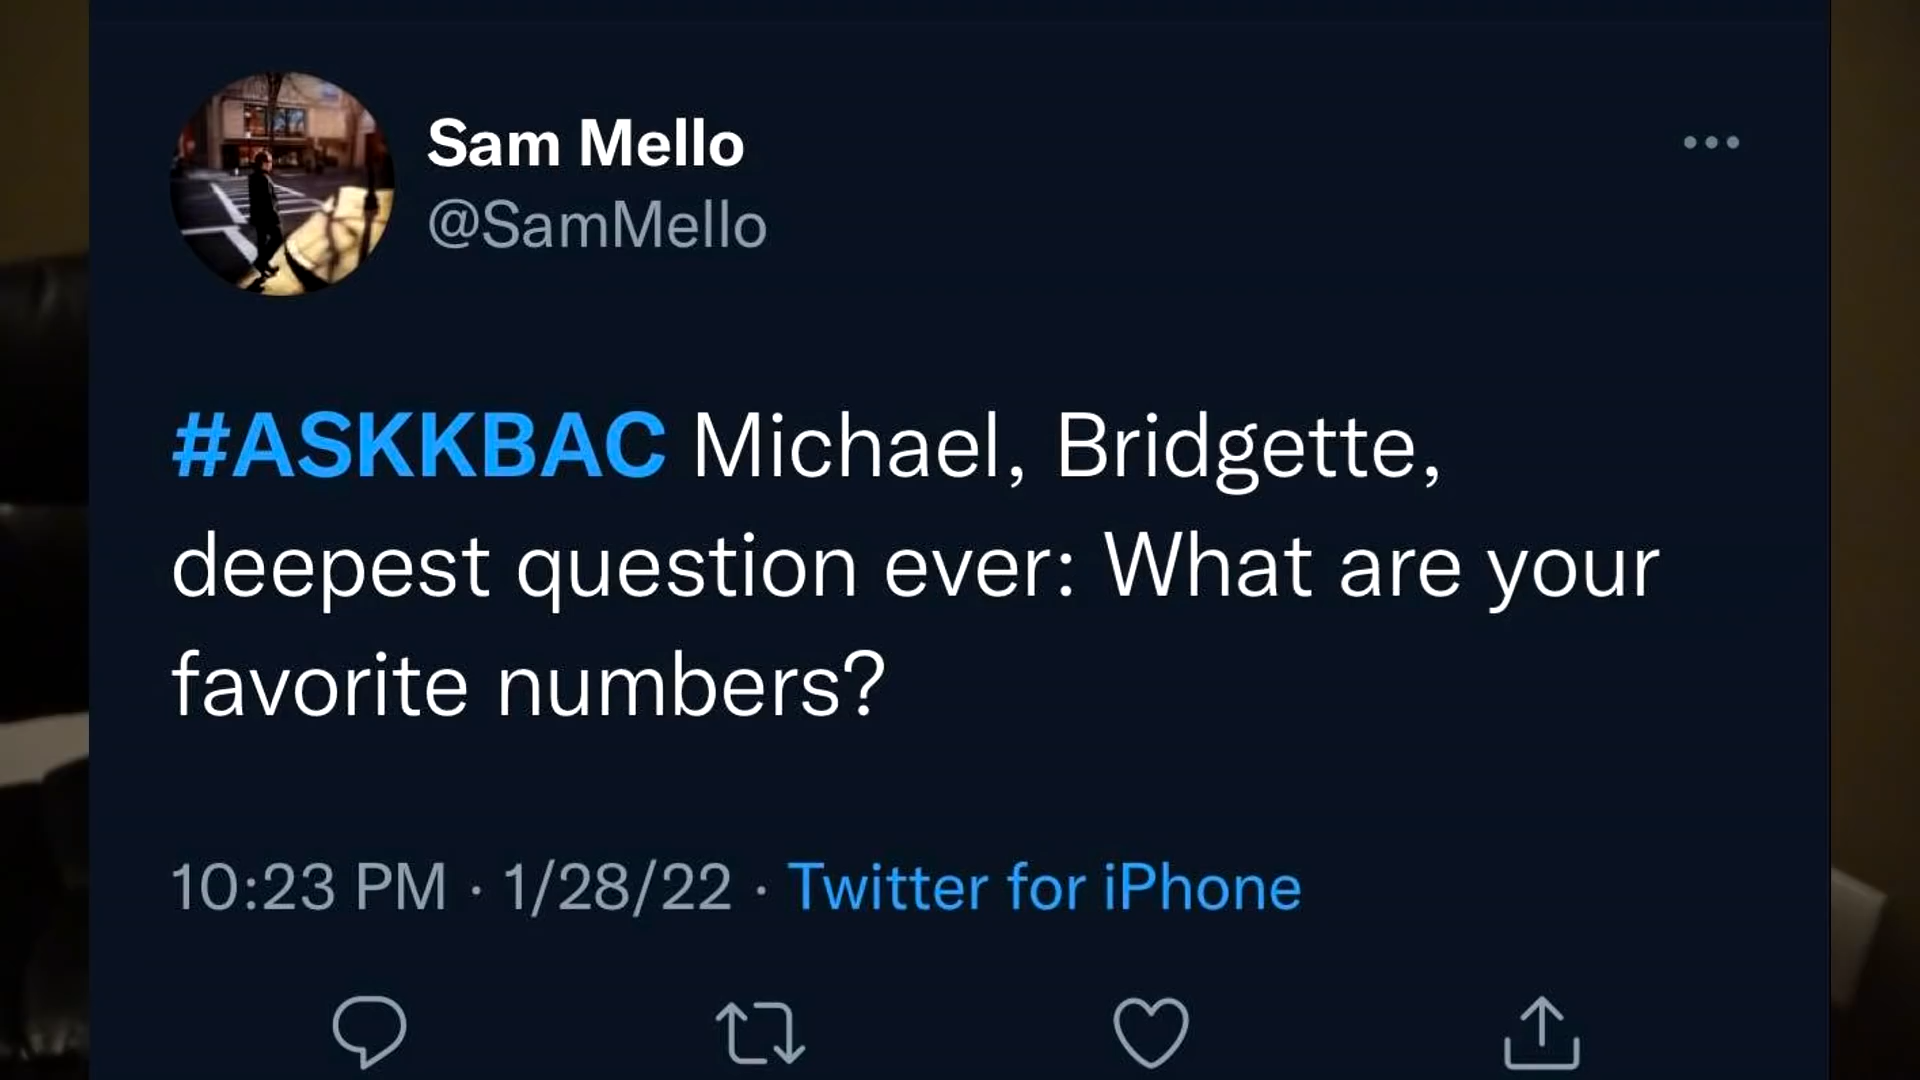 Sam Mello
@SamMello
#ASKKBAC Michael, Bridgette,
deepest question ever: What are your
favorite numbers?
10:23 PM · 1/28/22 · Twitter for iPhone